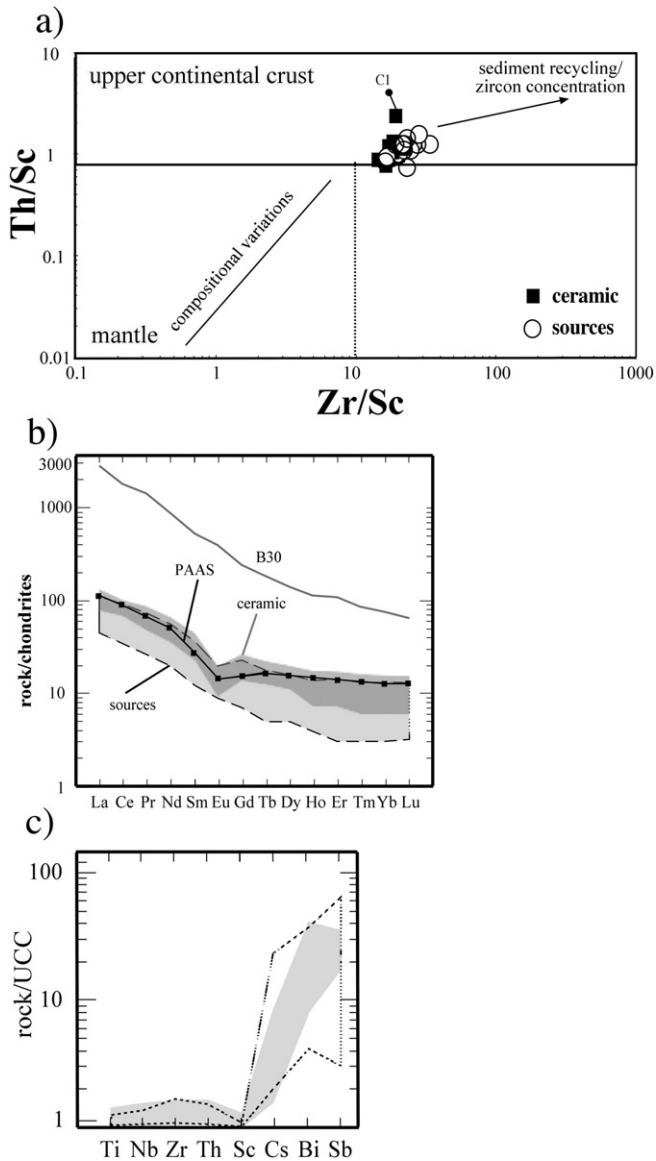 a)
10
upper continental crust
C1
sediment recycling/
zircon concentration
1
Th/Sc
compositional variations
0.1
ceramic
sources
mantle
0.01
0.1
1
10
100
1000
Zr/Sc
b)
3000
1000
B30
PAAS
ceramic
100
rock/chondrites
10
sources
1
La Ce Pr Nd Sm Eu Gd Tb Dy Ho Er Tm Yb Lu
c)
100
rock/UCC
10
1
Ti Nb Zr Th Sc Cs Bi Sb